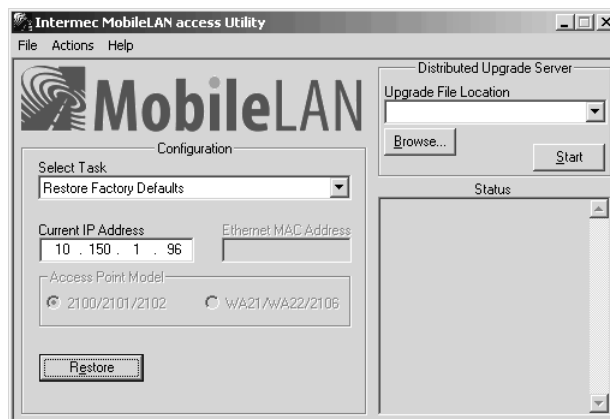 Intermec MobileLAN access Utility
File Actions Help
MobileLAN
Configuration
Select Task
Restore Factory Defaults
Current IP Address
Ethernet MAC Address
10 . 150 . 1 . 96
Access Point Model
2100/2101/2102
WA21/WA22/2106
Restore
Distributed Upgrade Server
Upgrade File Location
Browse...
Start
Status